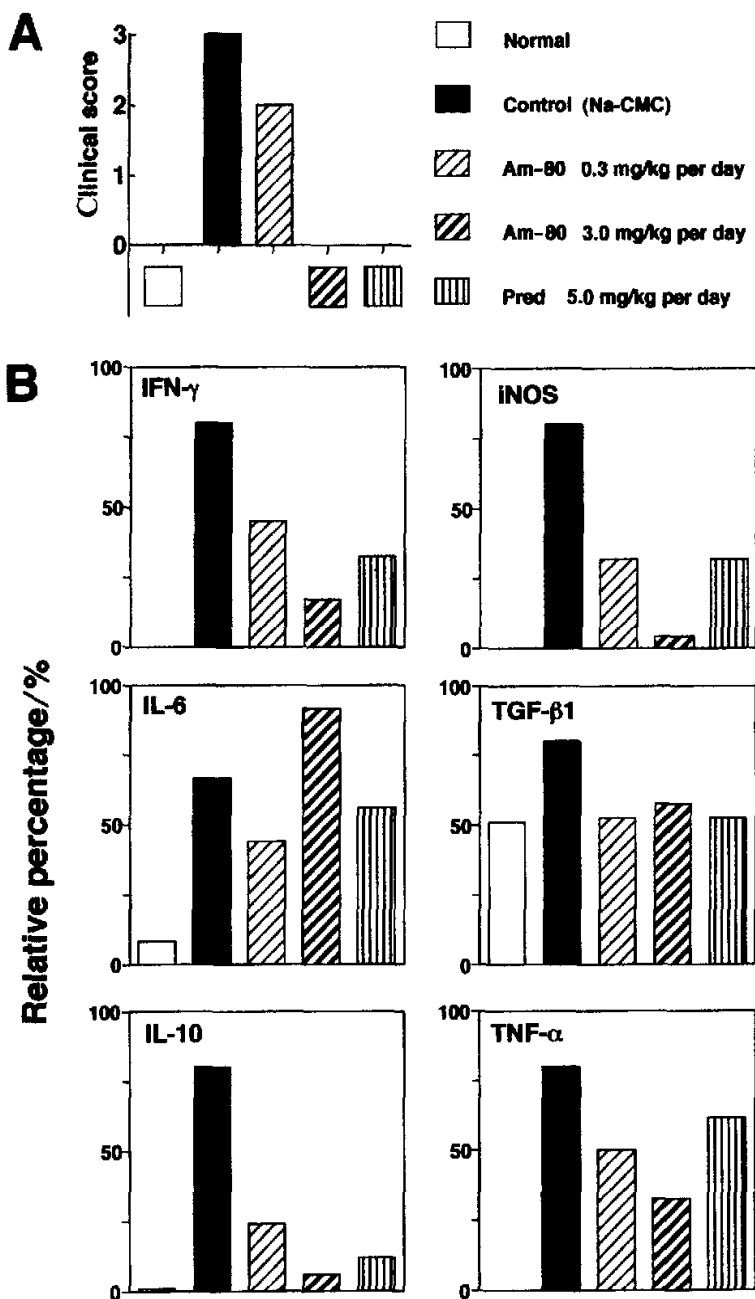 A
Clinical score
3
2
1
0
Normal
Control (Na-CMC)
Am-80 0.3 mg/kg per day
Am-80 3.0 mg/kg per day
Pred 5.0 mg/kg per day
B
Relative percentage/%
IFN-γ
100
50
0
iNOS
100
50
0
IL-6
100
50
0
TGF-β1
100
50
0
IL-10
100
50
0
TNF-α
100
50
0